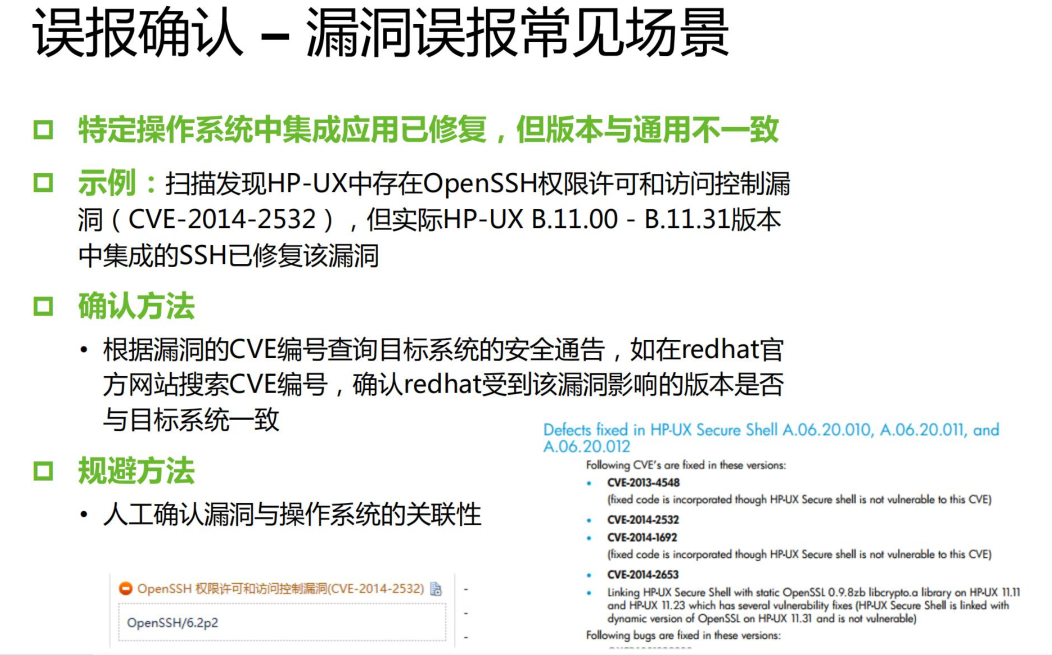 误报确认 – 漏洞误报常见场景
特定操作系统中集成应用已修复，但版本与通用不一致
示例：扫描发现HP-UX中存在OpenSSH权限许可和访问控制漏
洞（CVE-2014-2532），但实际HP-UX B.11.00 - B.11.31版本
中集成的SSH已修复该漏洞
确认方法
• 根据漏洞的CVE编号查询目标系统的安全通告，如在redhat官
方网站搜索CVE编号，确认redhat受到该漏洞影响的版本是否
与目标系统一致
规避方法
• 人工确认漏洞与操作系统的关联性
OpenSSH 权限许可和访问控制漏洞(CVE-2014-2532)
-
OpenSSH/6.2p2
-
-
Defects fixed in HP-UX Secure Shell A.06.20.010, A.06.20.011, and
A.06.20.012
Following CVE's are fixed in these versions:
• CVE-2013-4548
(fixed code is incorporated though HP-UX Secure shell is not vulnerable to this CVE)
• CVE-2014-2532
• CVE-2014-1692
(fixed code is incorporated though HP-UX Secure shell is not vulnerable to this CVE)
• CVE-2014-2653
• Linking HP-UX Secure Shell with static OpenSSL 0.9.8zb libcrypto.a library on HP-UX 11.11
and HP-UX 11.23 which has several vulnerability fixes (HP-UX Secure Shell is linked with
dynamic version of OpenSSL on HP-UX 11.31 and is not vulnerable)
Following bugs are fixed in these versions: